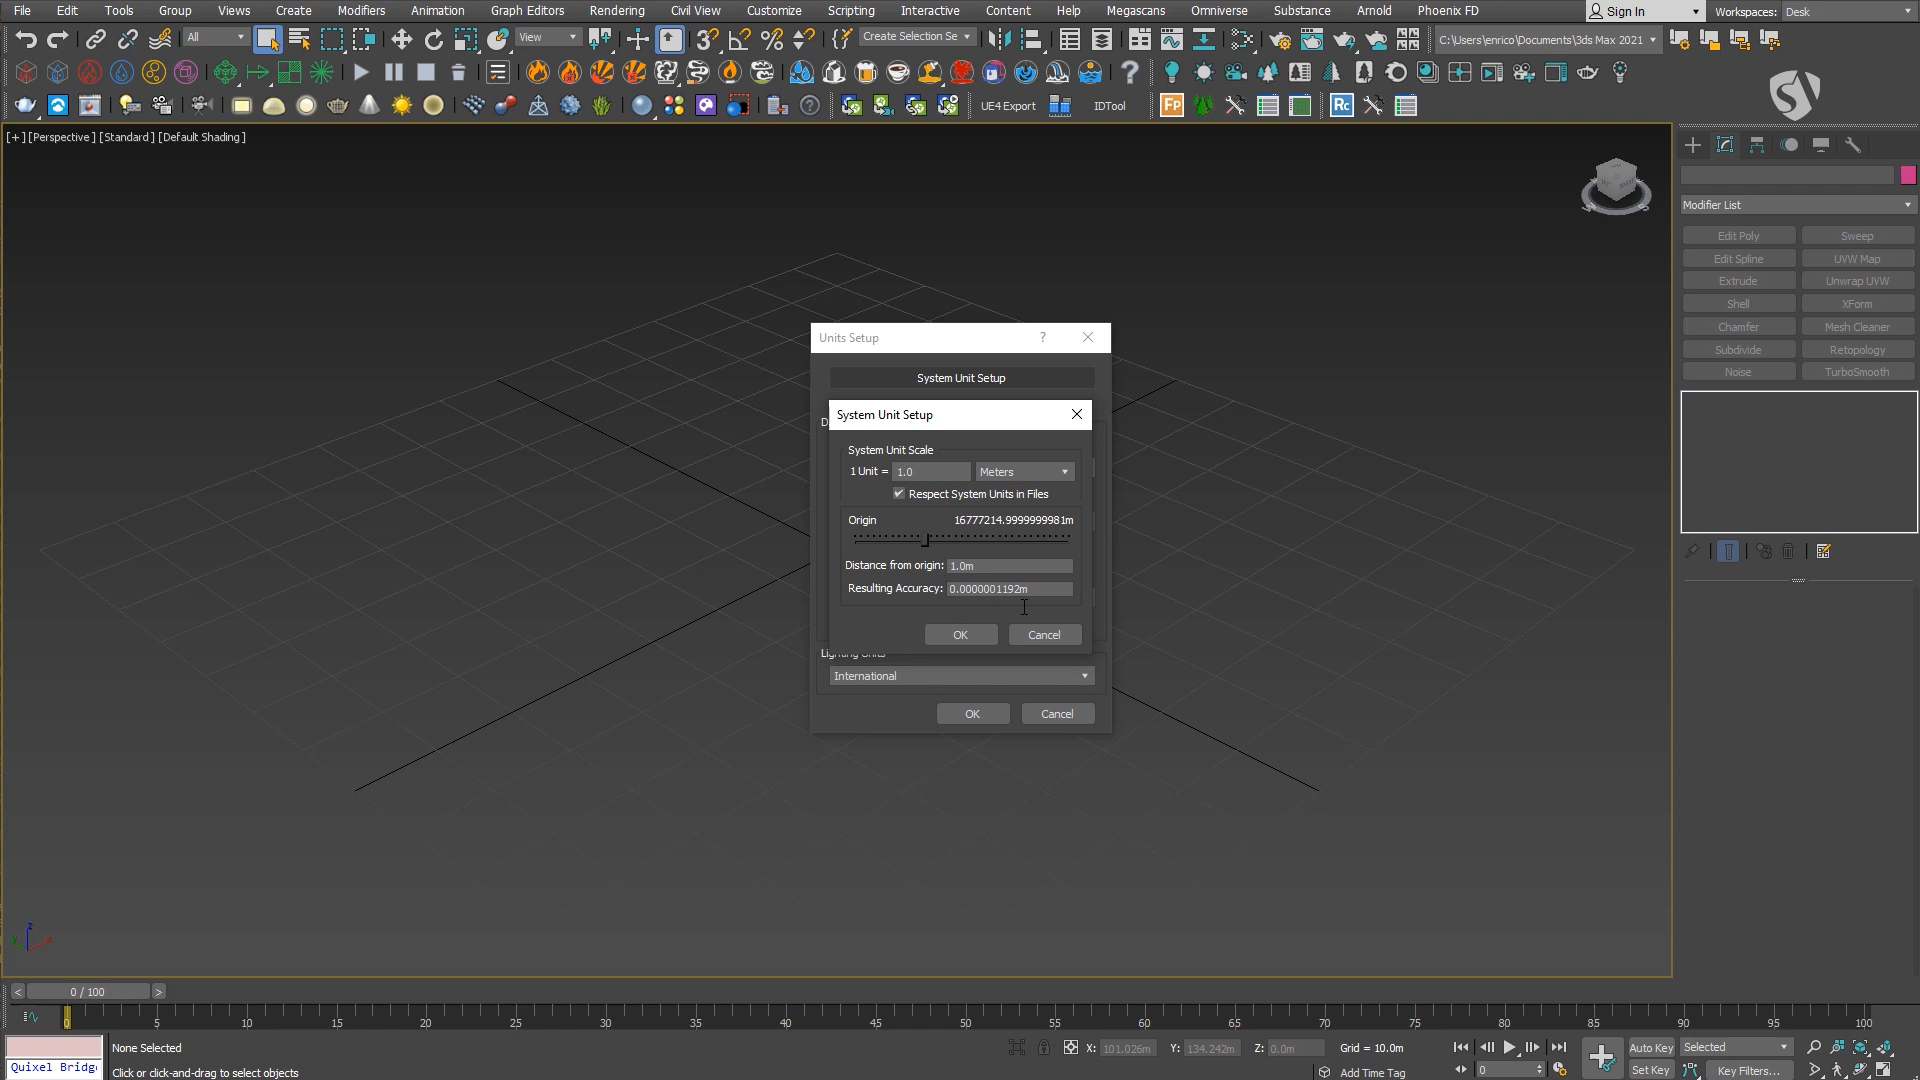 File Edit Tools Group Views Create Modifiers Animation Graph Editors Rendering Civil View Customize Scripting Interactive Content Help Megascans Omniverse Substance Arnold Phoenix FD Sign In Workspaces: Desk
All View Create Selection Se C:\Users\enrico\Documents\3ds Max 2021
UE4 Export IDTool Fp Rc
[+] [Perspective] [Standard] [Default Shading]
Modifier List
Edit Poly Sweep
Edit Spline UVW Map
Extrude Unwrap UVW
Shell XForm
Chamfer Mesh Cleaner
Subdivide Retopology
Noise TurboSmooth
Units Setup ?
System Unit Setup
System Unit Setup
System Unit Scale
1 Unit = 1.0 Meters
Respect System Units in Files
Origin 16777214.9999999981m
Distance from origin: 1.0m
Resulting Accuracy: 0.0000001192m
OK Cancel
Lighting Units
International
OK Cancel
z
< 0 / 100 >
0 5 10 15 20 25 30 35 40 45 50 55 60 65 70 75 80 85 90 95 100
None Selected X: 101.026m Y: 134.242m Z: 0.0m Grid = 10.0m Auto Key Selected
Quixel Bridg Click or click-and-drag to select objects Add Time Tag 0 Set Key Key Filters...